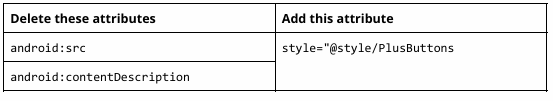 Delete these attributes Add this attribute
android:src style="@style/PlusButtons
android:contentDescription